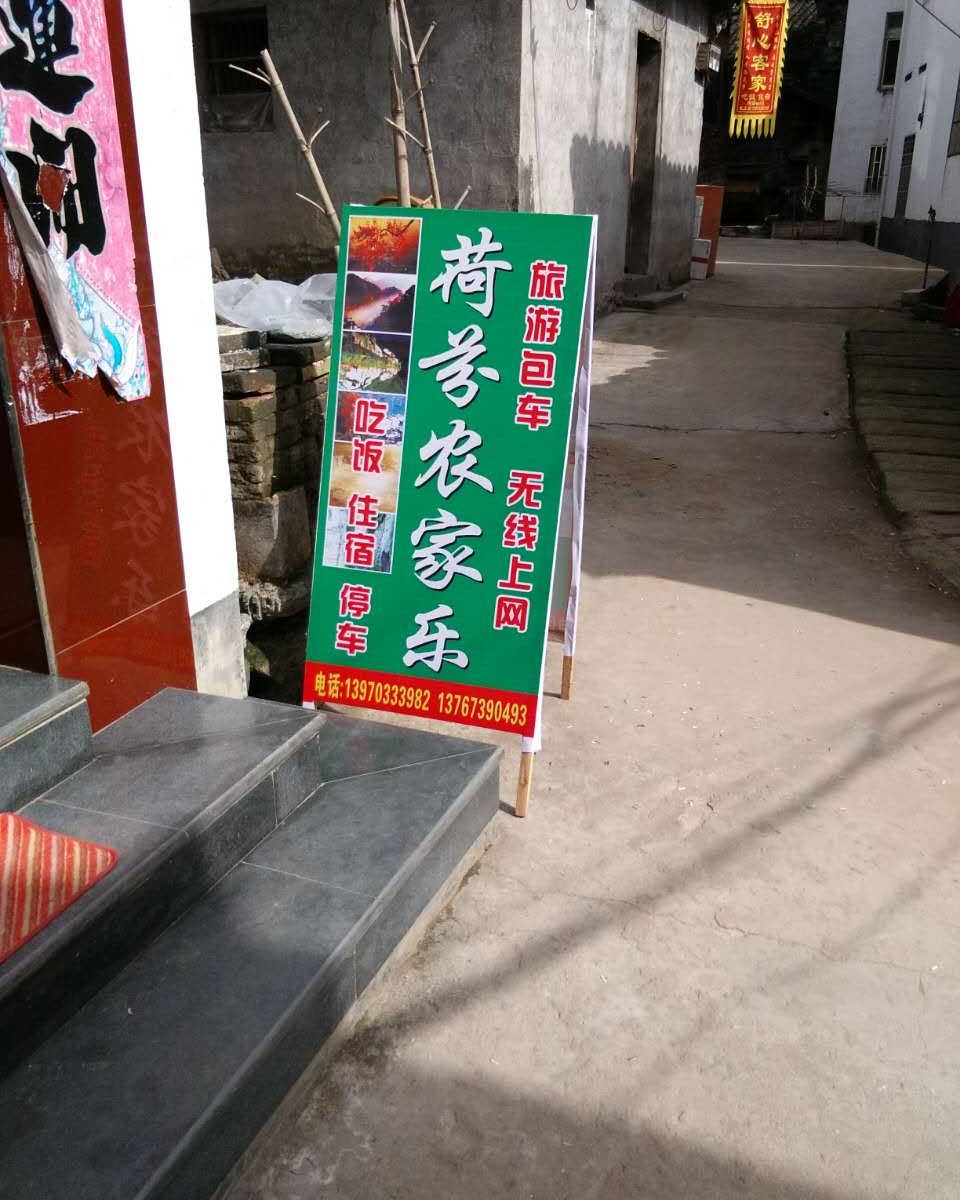 荷芬农家乐
旅游包车 无线上网
吃饭 住宿 停车
电话:13970333982 13767390493
舒心客家